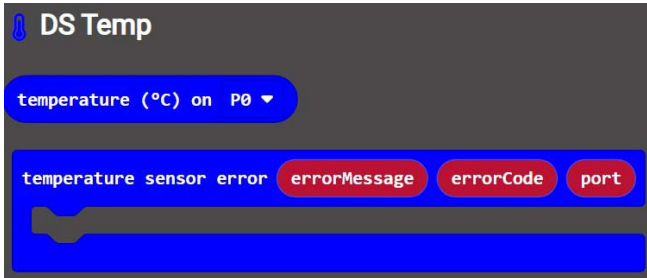 DS Temp
temperature (°C) on P0
temperature sensor error errorMessage errorCode port